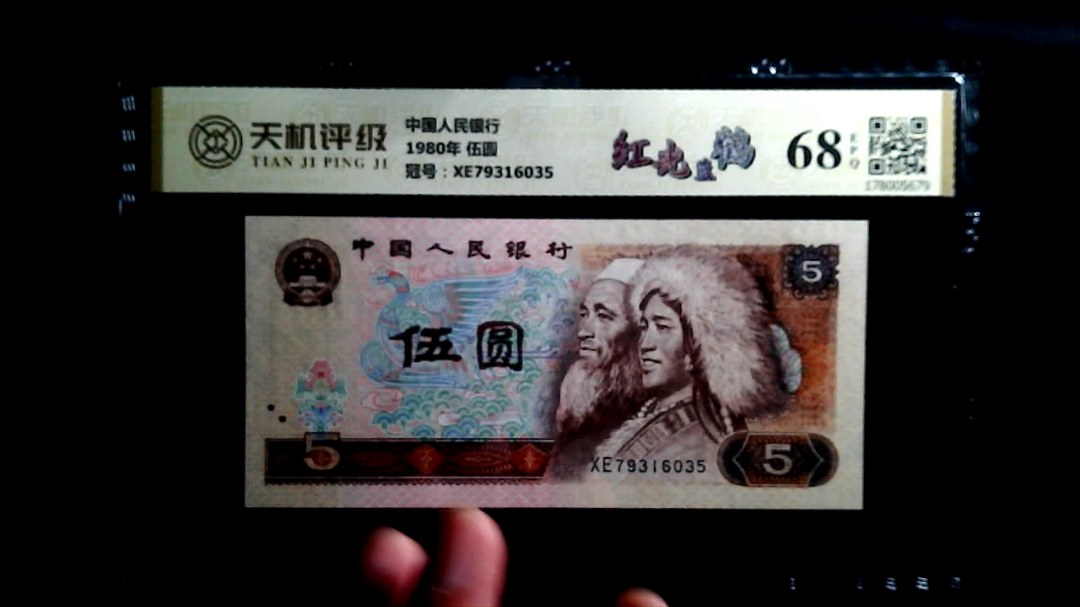 天机评级
TIAN JI PING JI
中国人民银行
1980年 伍圆
冠号：XE79316035
红光蓝鹤
68
EPQ
178005679
中国人民银行
5
伍圆
5
XE79316035
5